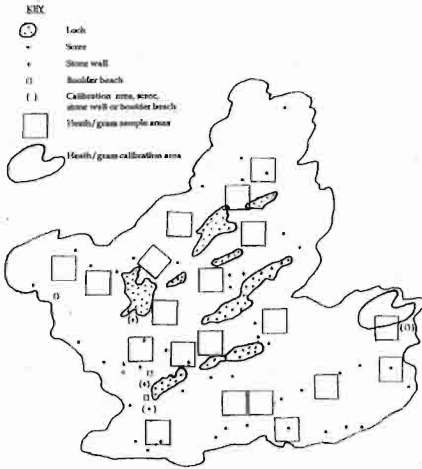 KEY
Loch
Scree
Stone wall
Boulder beach
Calibration area, scree,
stone wall or boulder beach
Heath/grass sample areas
Heath/grass calibration area